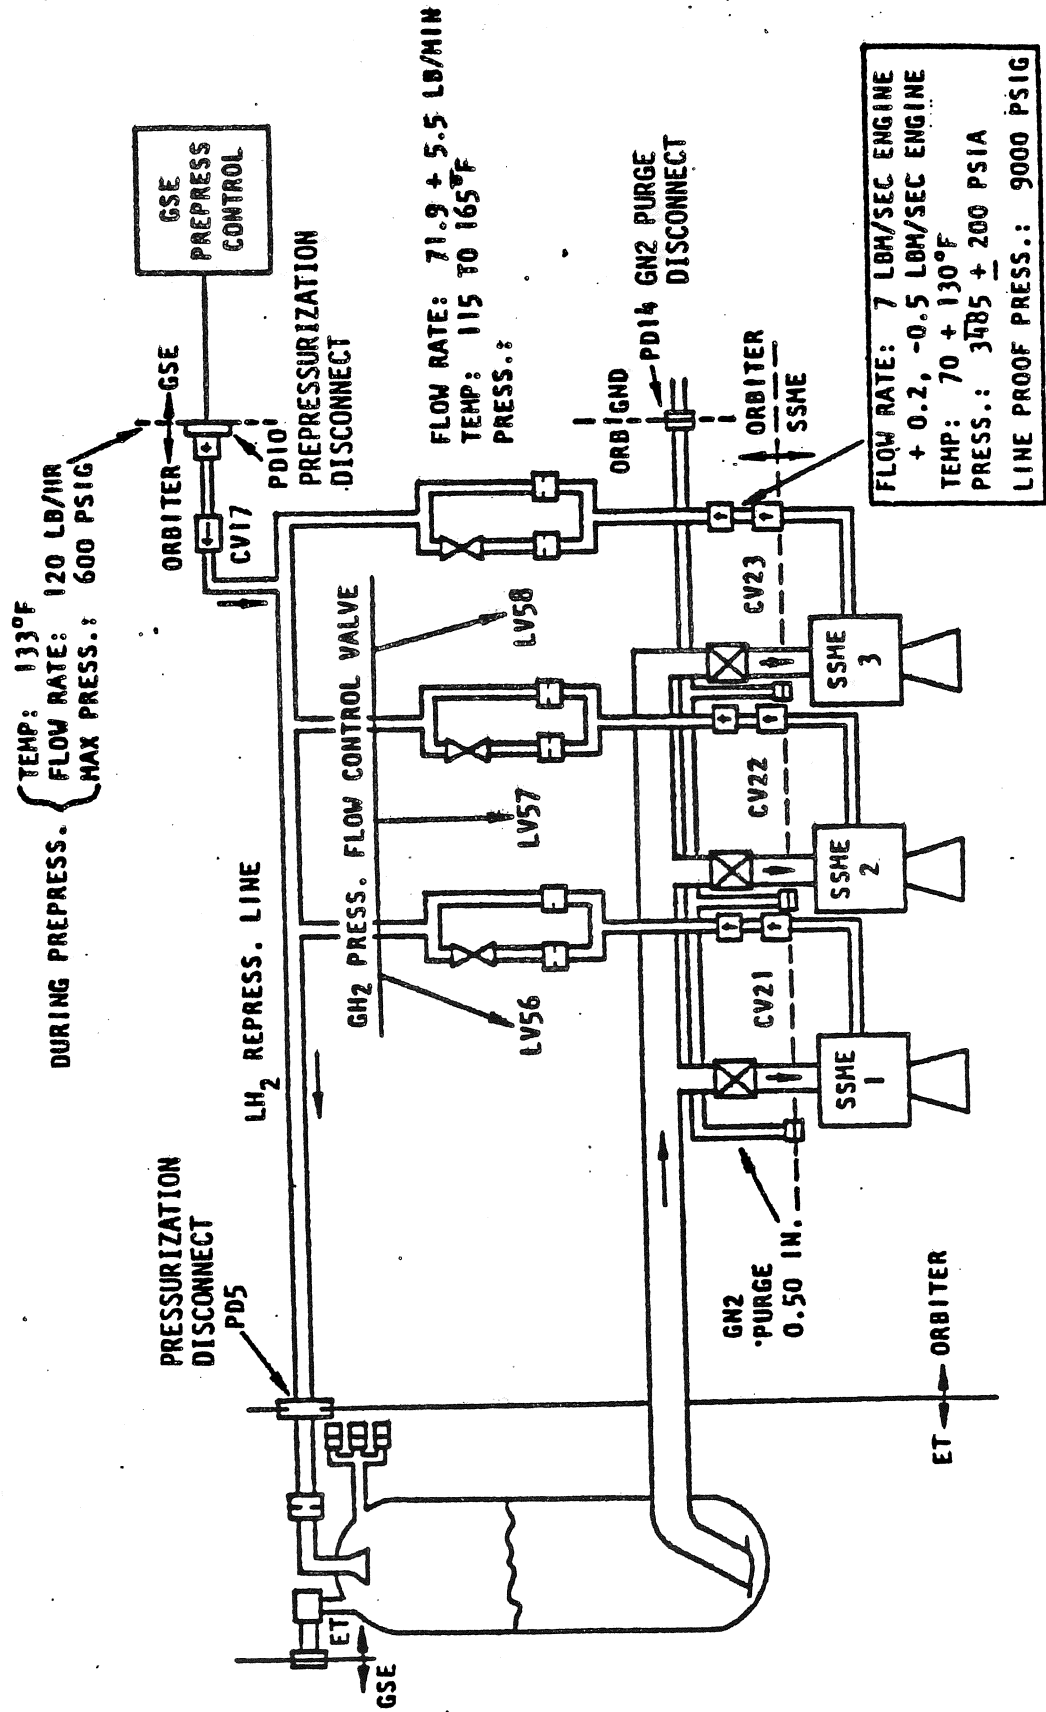 DURING PREPRESS.
TEMP: 133°F
FLOW RATE: 120 LB/HR
MAX PRESS.: 600 PSIG
ORBITER
GSE
GSE
PREPRESS
CONTROL
CV17
PD10
PREPRESSURIZATION
DISCONNECT
PRESSURIZATION
DISCONNECT
PD5
LH2 REPRESS. LINE
GH2 PRESS. FLOW CONTROL VALVE
LV56
LV57
LV58
FLOW RATE: 71.9 + 5.5 LB/MIN
TEMP: 115 TO 165°F
PRESS.:
ORB
GND
PD14 GN2 PURGE
DISCONNECT
ORBITER
SSME
CV21
CV22
CV23
GSE
ET
GN2
PURGE
0.50 IN.
SSME
1
SSME
2
SSME
3
ET
ORBITER
FLOW RATE: 7 LBM/SEC ENGINE
+ 0.2, -0.5 LBM/SEC ENGINE
TEMP: 70 + 130°F
PRESS.: 3485 ± 200 PSIA
LINE PROOF PRESS.: 9000 PSIG